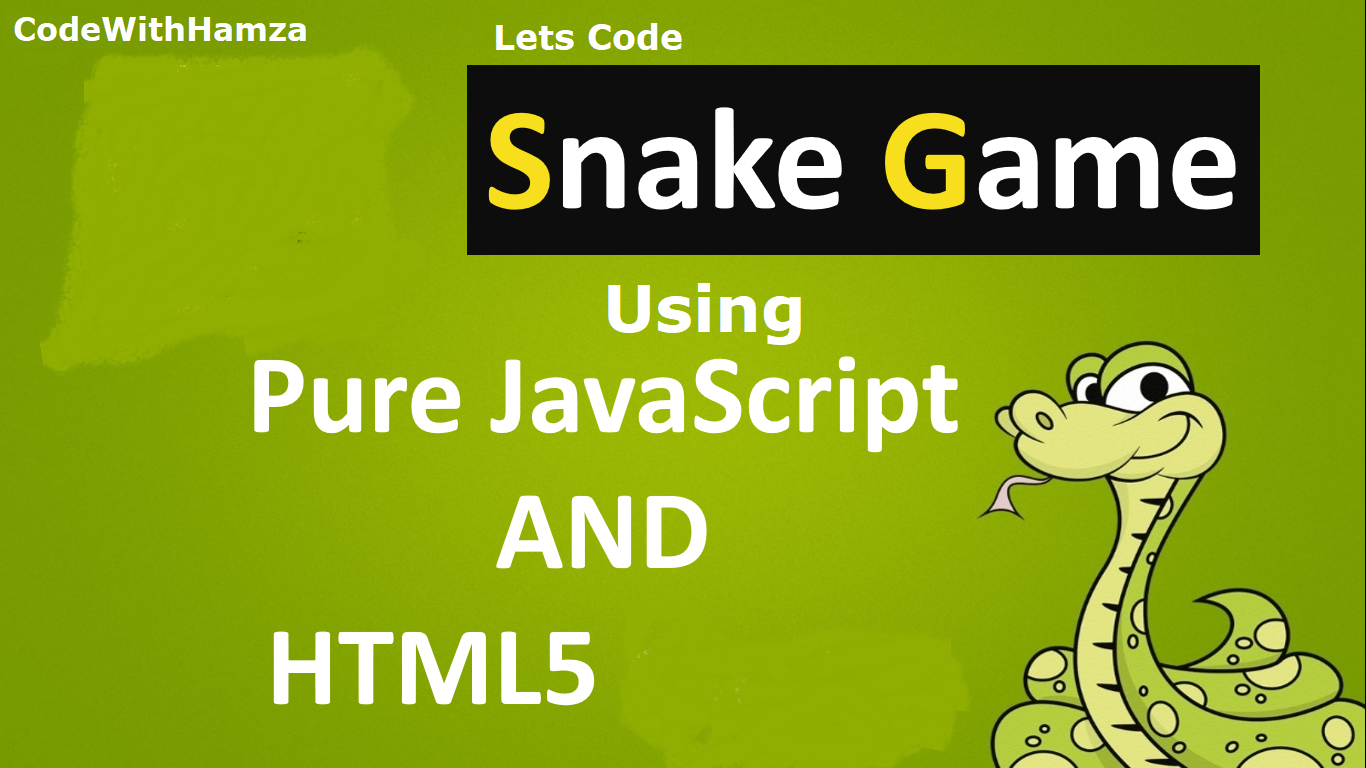 CodeWithHamza
Lets Code
Snake Game
Using
Pure JavaScript
AND
HTML5